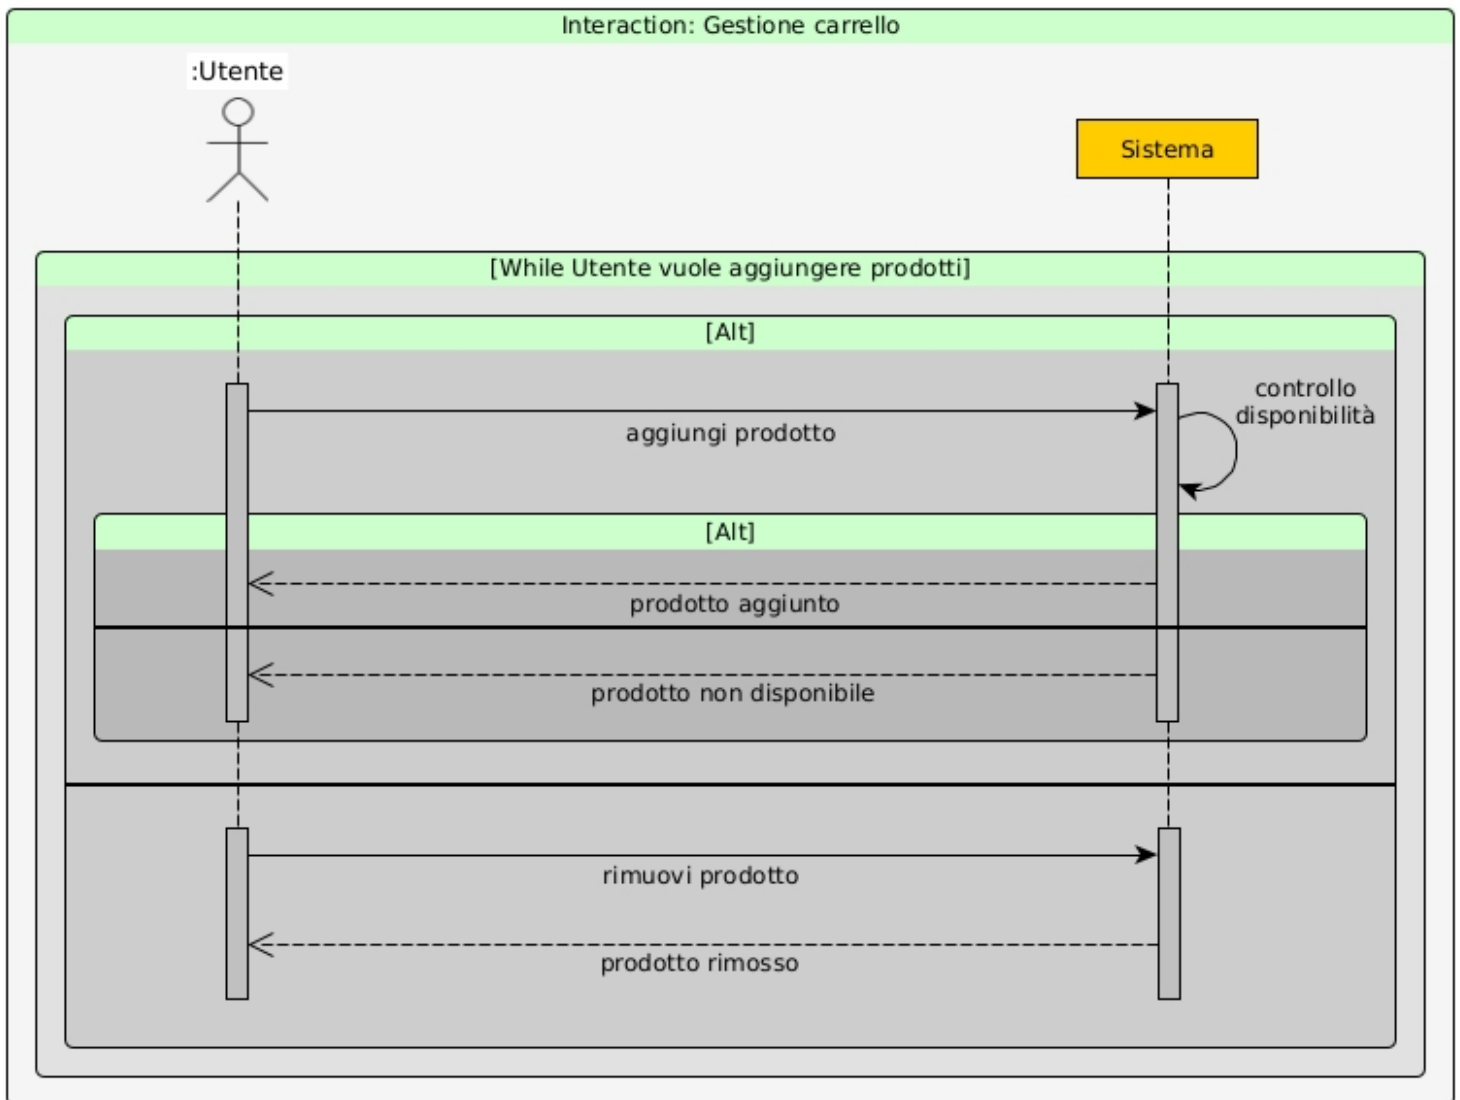 Interaction: Gestione carrello
:Utente
Sistema
[While Utente vuole aggiungere prodotti]
[Alt]
controllo
disponibilità
aggiungi prodotto
[Alt]
prodotto aggiunto
prodotto non disponibile
rimuovi prodotto
prodotto rimosso